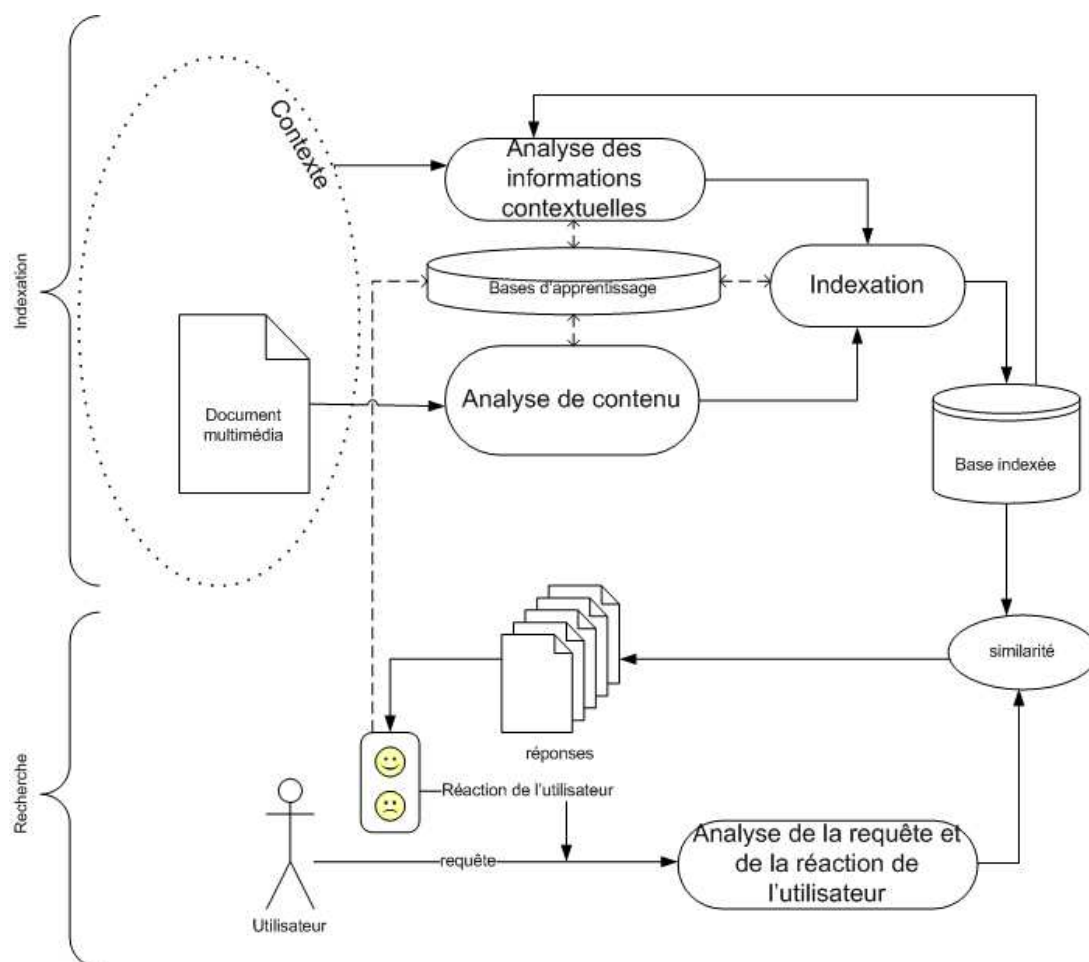 Indexation
Contexte
Analyse des
informations
contextuelles
Bases d'apprentissage
Indexation
Document
multimédia
Analyse de contenu
Base indexée
Recherche
similarité
réponses
Réaction de l'utilisateur
requête
Analyse de la requête et
de la réaction de
l'utilisateur
Utilisateur